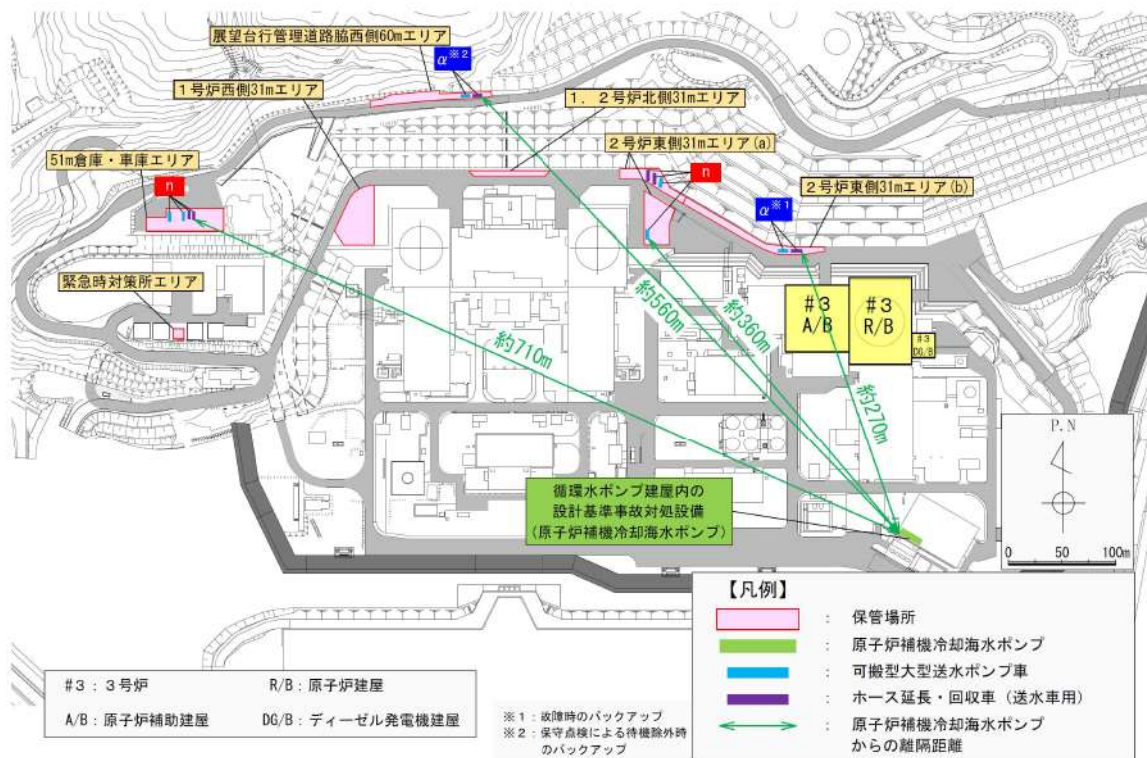 展望台行管理道路脇西側60mエリア
α※2
1号炉西側31mエリア
1.2号炉北側31mエリア
51m倉庫・車庫エリア
n
2号炉東側31mエリア(a)
n
2号炉東側31mエリア(b)
α※1
緊急時対策所エリア
#3
A/B
#3
R/B
#3
DG/B
約560m
約360m
約710m
約270m
循環水ポンプ建屋内の
設計基準事故対処設備
(原子炉補機冷却海水ポンプ)
P.N
0 50 100m
【凡例】
: 保管場所
: 原子炉補機冷却海水ポンプ
: 可搬型大型送水ポンプ車
: ホース延長・回収車(送水車用)
: 原子炉補機冷却海水ポンプ
からの離隔距離
#3:3号炉 R/B:原子炉建屋
A/B:原子炉補助建屋 DG/B:ディーゼル発電機建屋
※1:故障時のバックアップ
※2:保守点検による待機除外時
のバックアップ